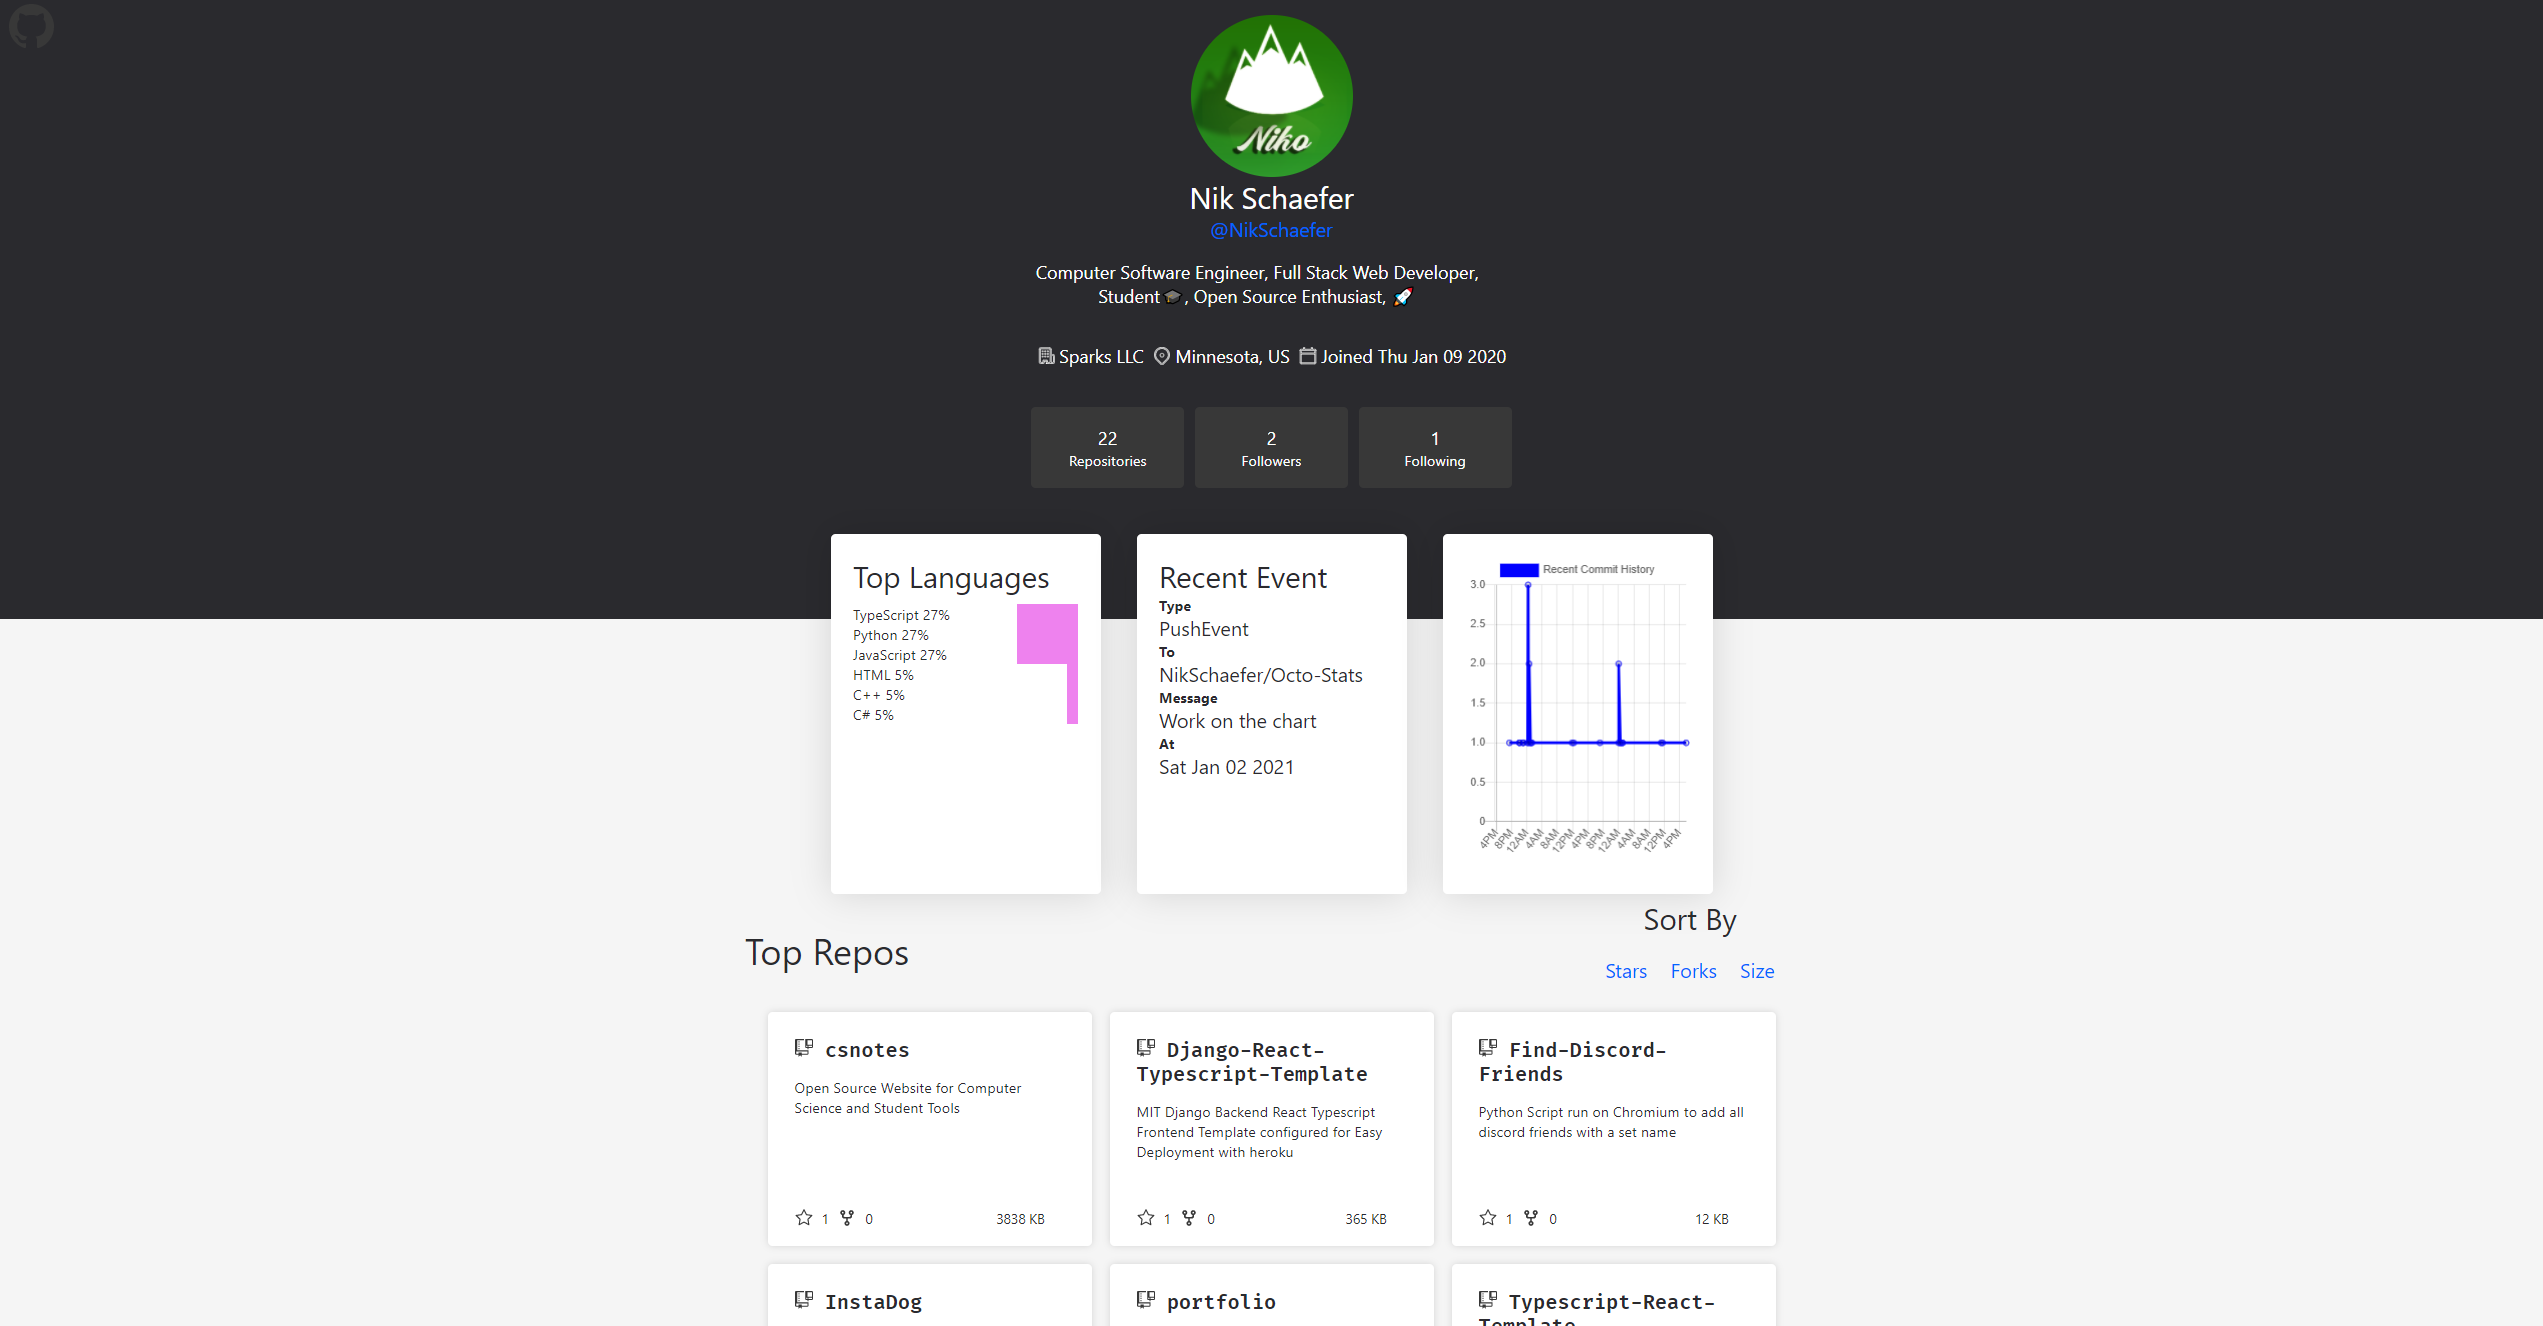 Niko
Nik Schaefer
@NikSchaefer
Computer Software Engineer, Full Stack Web Developer,
Student🎓, Open Source Enthusiast, 🚀
Sparks LLC Minnesota, US Joined Thu Jan 09 2020
22
Repositories
2
Followers
1
Following
Top Languages
TypeScript 27%
Python 27%
JavaScript 27%
HTML 5%
C++ 5%
C# 5%
Recent Event
Type
PushEvent
To
NikSchaefer/Octo-Stats
Message
Work on the chart
At
Sat Jan 02 2021
Recent Commit History
3.0
2.5
2.0
1.5
1.0
0.5
0
4PM 8PM 12AM 4AM 8AM 12PM 4PM 8PM 12AM 4AM 8AM 12PM 4PM
Sort By
Top Repos
Stars Forks Size
csnotes
Open Source Website for Computer
Science and Student Tools
1 0 3838 KB
Django-React-
Typescript-Template
MIT Django Backend React Typescript
Frontend Template configured for Easy
Deployment with heroku
1 0 365 KB
Find-Discord-
Friends
Python Script run on Chromium to add all
discord friends with a set name
1 0 12 KB
InstaDog
portfolio
Typescript-React-
Template